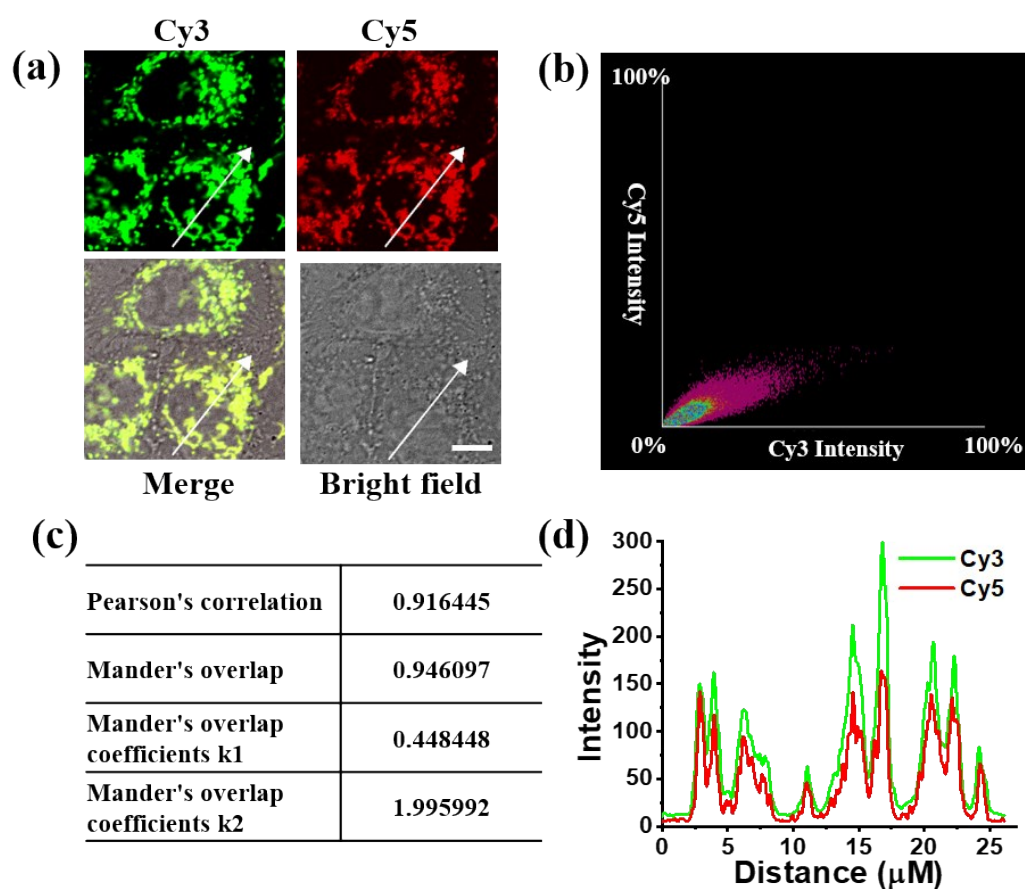 Cy3
Cy5
(a)
Merge
Bright field
(b)
100%
Cy5 Intensity
0%
Cy3 Intensity
100%
(c)
Pearson's correlation
0.916445
Mander's overlap
0.946097
Mander's overlap
coefficients k1
0.448448
Mander's overlap
coefficients k2
1.995992
(d)
300
250
200
150
100
50
0
Intensity
Cy3
Cy5
0
5
10
15
20
25
Distance (μM)